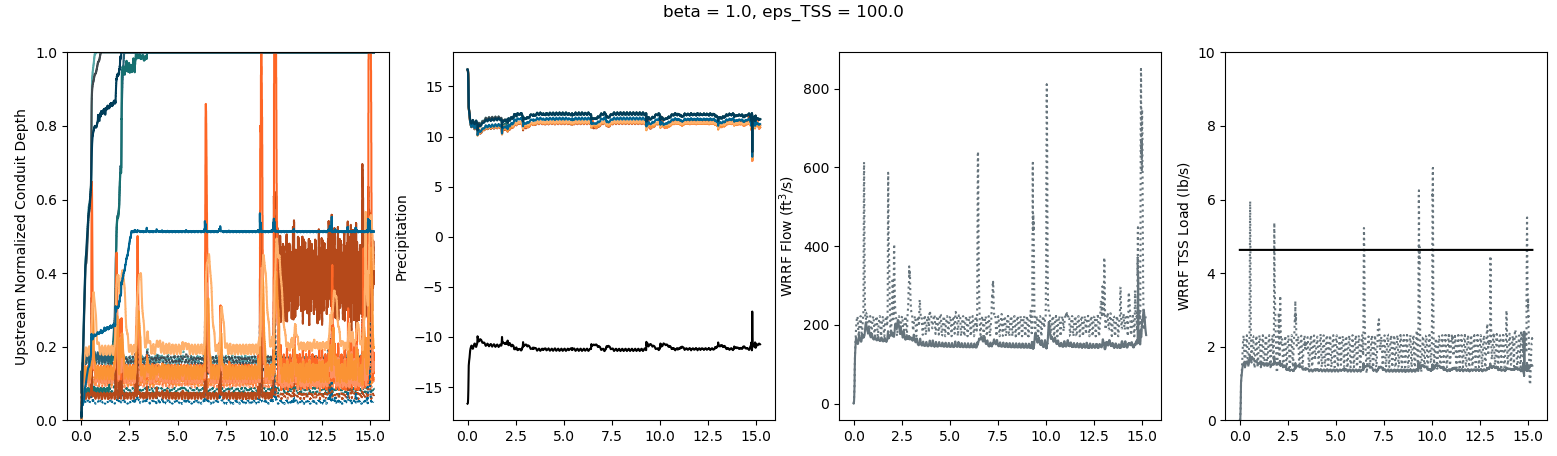 beta = 1.0, eps_TSS = 100.0
Upstream Normalized Conduit Depth
1.0
0.8
0.6
0.4
0.2
0.0
0.0 2.5 5.0 7.5 10.0 12.5 15.0
Precipitation
15
10
5
0
−5
−10
−15
0.0 2.5 5.0 7.5 10.0 12.5 15.0
WRRF Flow (ft³/s)
800
600
400
200
0
0.0 2.5 5.0 7.5 10.0 12.5 15.0
WRRF TSS Load (lb/s)
10
8
6
4
2
0
0.0 2.5 5.0 7.5 10.0 12.5 15.0